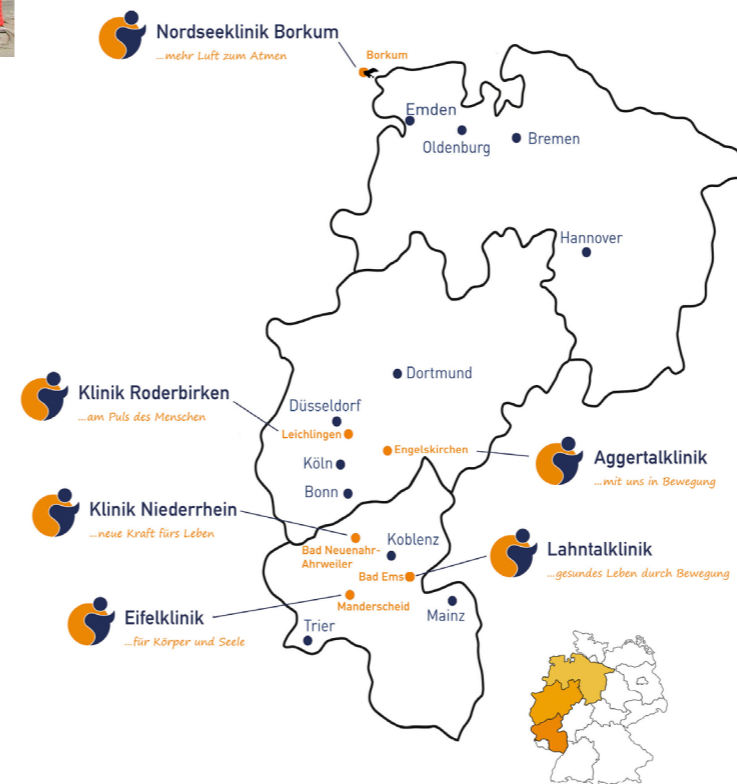 Nordseeklinik Borkum
...mehr Luft zum Atmen
Borkum
Emden
Oldenburg
Bremen
Hannover
Dortmund
Klinik Roderbirken
...am Puls des Menschen
Düsseldorf
Leichlingen
Engelskirchen
Aggertalklinik
...mit uns in Bewegung
Köln
Bonn
Klinik Niederrhein
...neue Kraft fürs Leben
Bad Neuenahr-
Ahrweiler
Koblenz
Lahntalklinik
...gesundes Leben durch Bewegung
Bad Ems
Manderscheid
Eifelklinik
...für Körper und Seele
Mainz
Trier